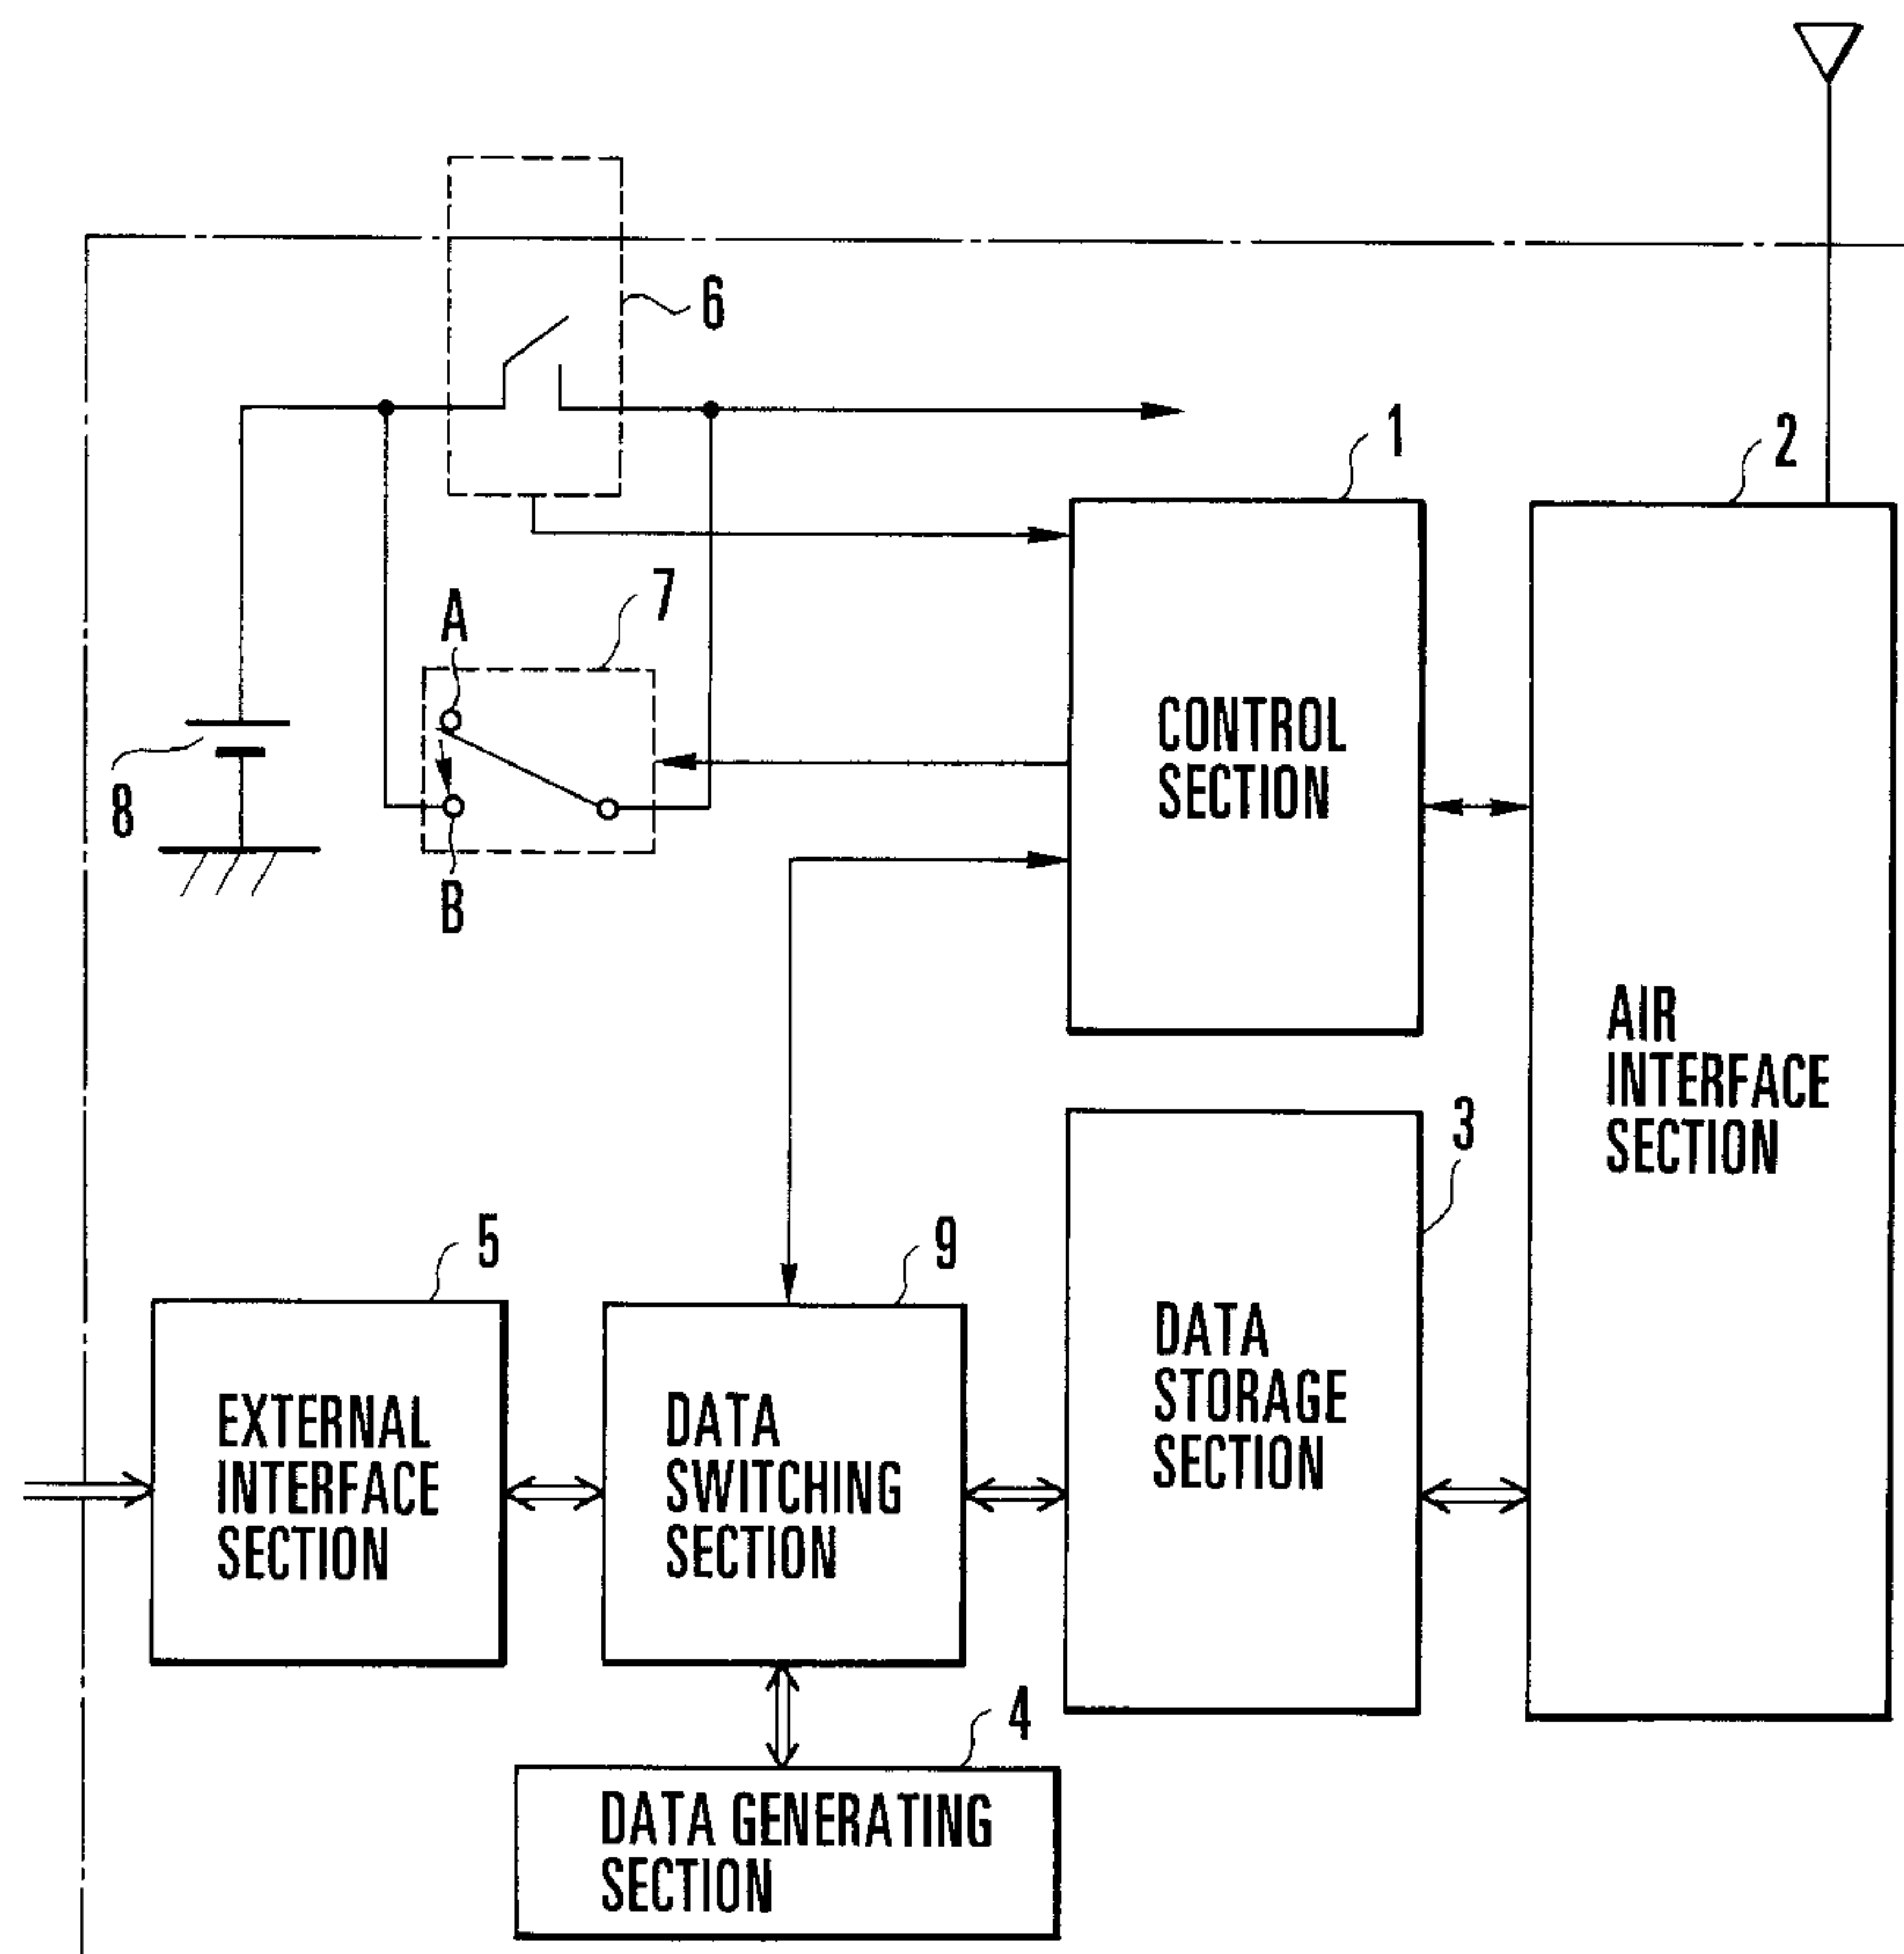 6
1
2
A
7
8
B
CONTROL
SECTION
AIR
INTERFACE
SECTION
3
5
9
DATA
STORAGE
SECTION
EXTERNAL
INTERFACE
SECTION
DATA
SWITCHING
SECTION
4
DATA GENERATING
SECTION